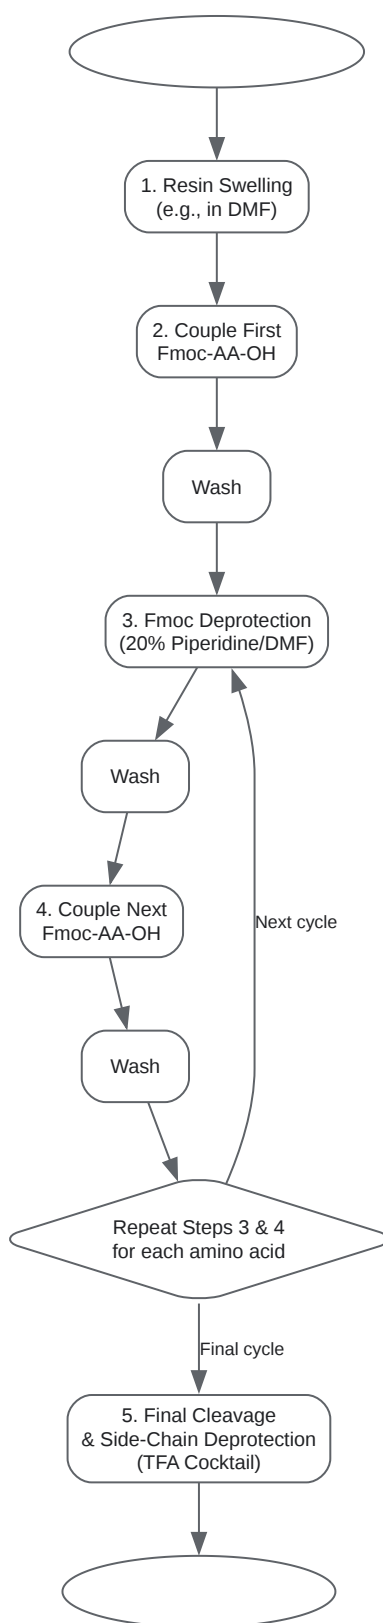 1. Resin Swelling
(e.g., in DMF)
2. Couple First
Fmoc-AA-OH
Wash
3. Fmoc Deprotection
(20% Piperidine/DMF)
Wash
4. Couple Next
Fmoc-AA-OH
Next cycle
Wash
Repeat Steps 3 & 4
for each amino acid
Final cycle
5. Final Cleavage
& Side-Chain Deprotection
(TFA Cocktail)